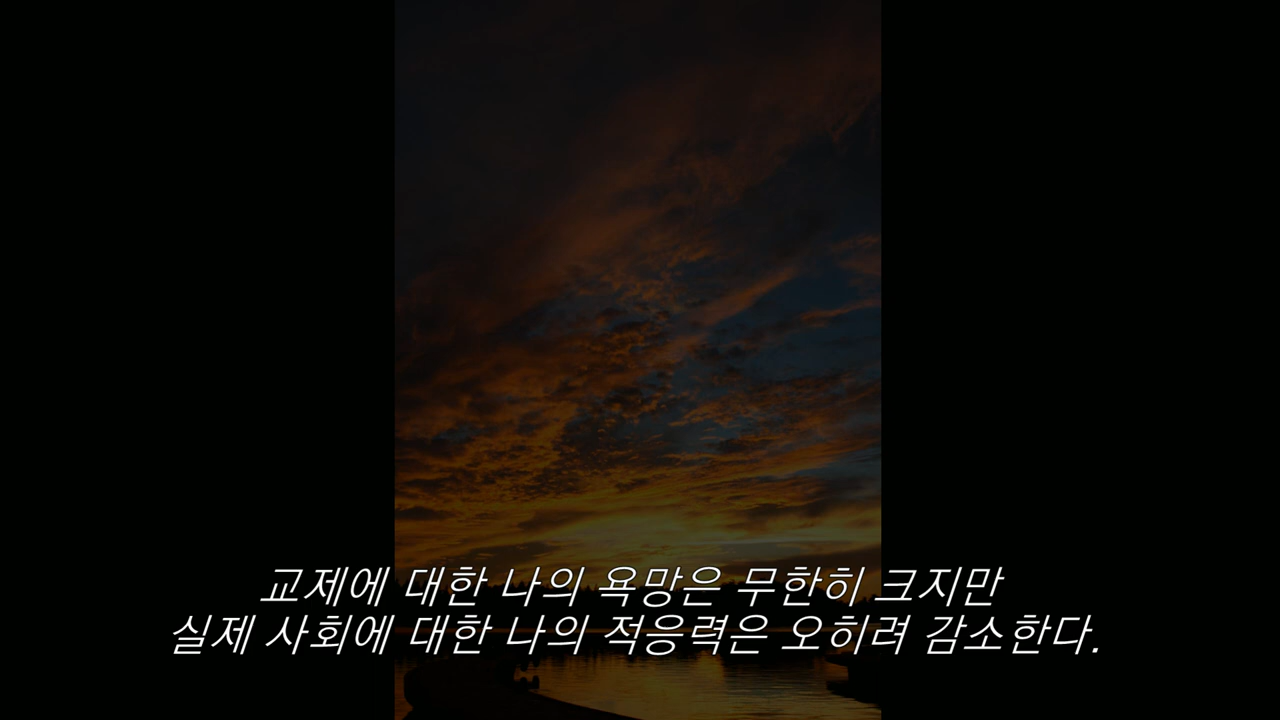 교제에 대한 나의 욕망은 무한히 크지만
실제 사회에 대한 나의 적응력은 오히려 감소한다.